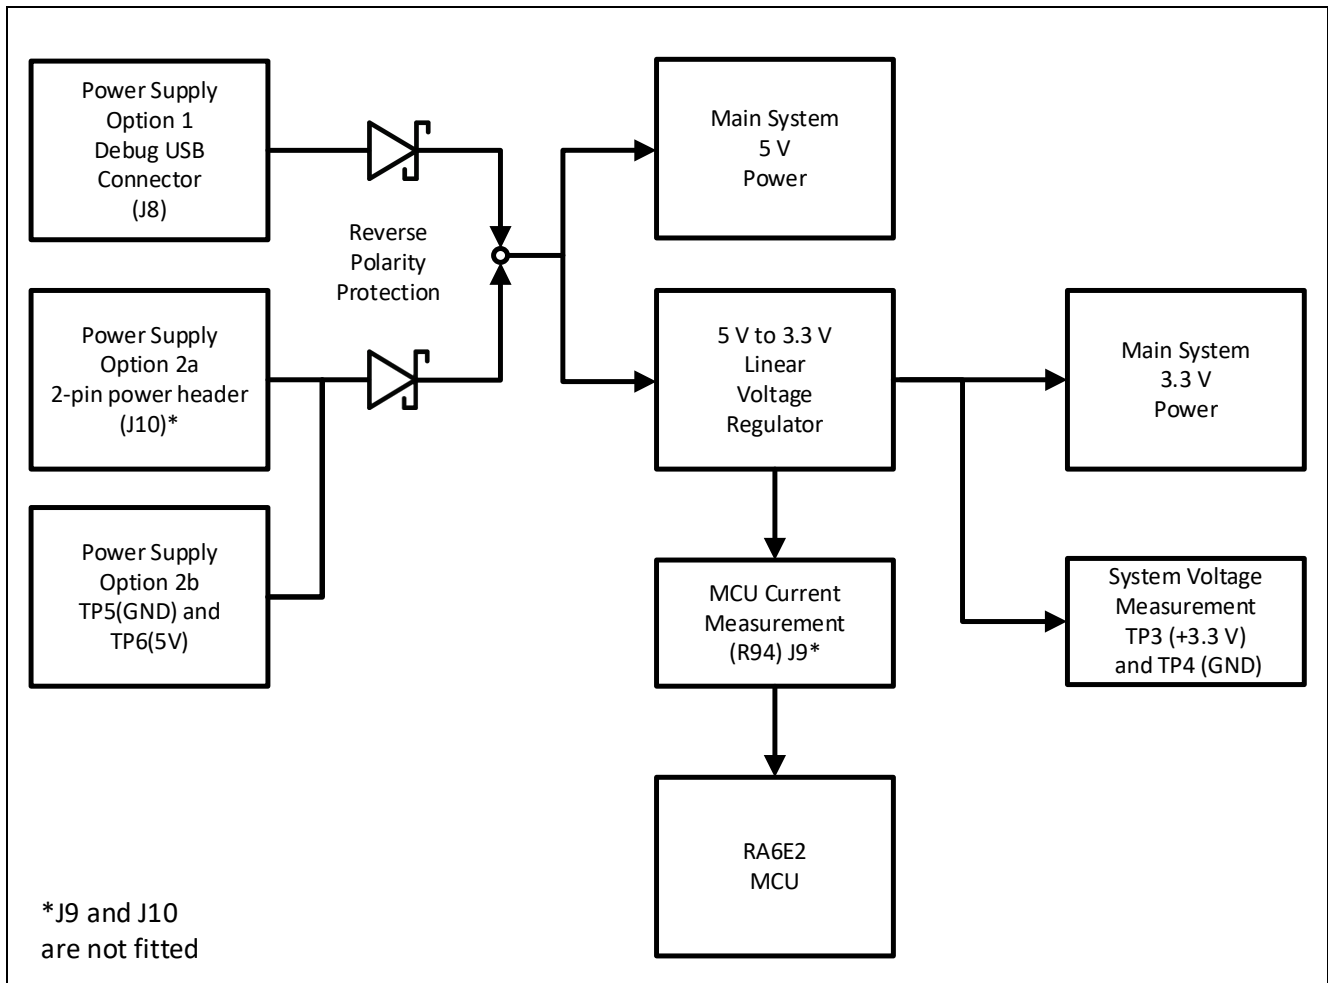 Power Supply
Option 1
Debug USB
Connector
(J8)
Reverse
Polarity
Protection
Main System
5 V
Power
Power Supply
Option 2a
2-pin power header
(J10)*
5 V to 3.3 V
Linear
Voltage
Regulator
Main System
3.3 V
Power
Power Supply
Option 2b
TP5(GND) and
TP6(5V)
MCU Current
Measurement
(R94) J9*
System Voltage
Measurement
TP3 (+3.3 V)
and TP4 (GND)
RA6E2
MCU
*J9 and J10
are not fitted